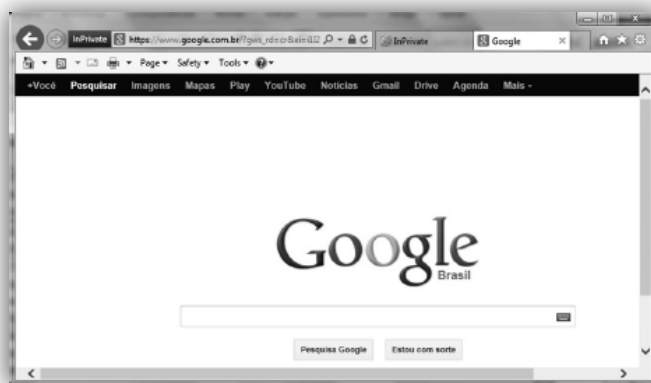 InPrivate https://www.google.com.br/?gws_rd=cr&ei= InPrivate Google
Page Safety Tools
+Você Pesquisar Imagens Mapas Play YouTube Notícias Gmail Drive Agenda Mais
Google
Brasil
Pesquisa Google Estou com sorte